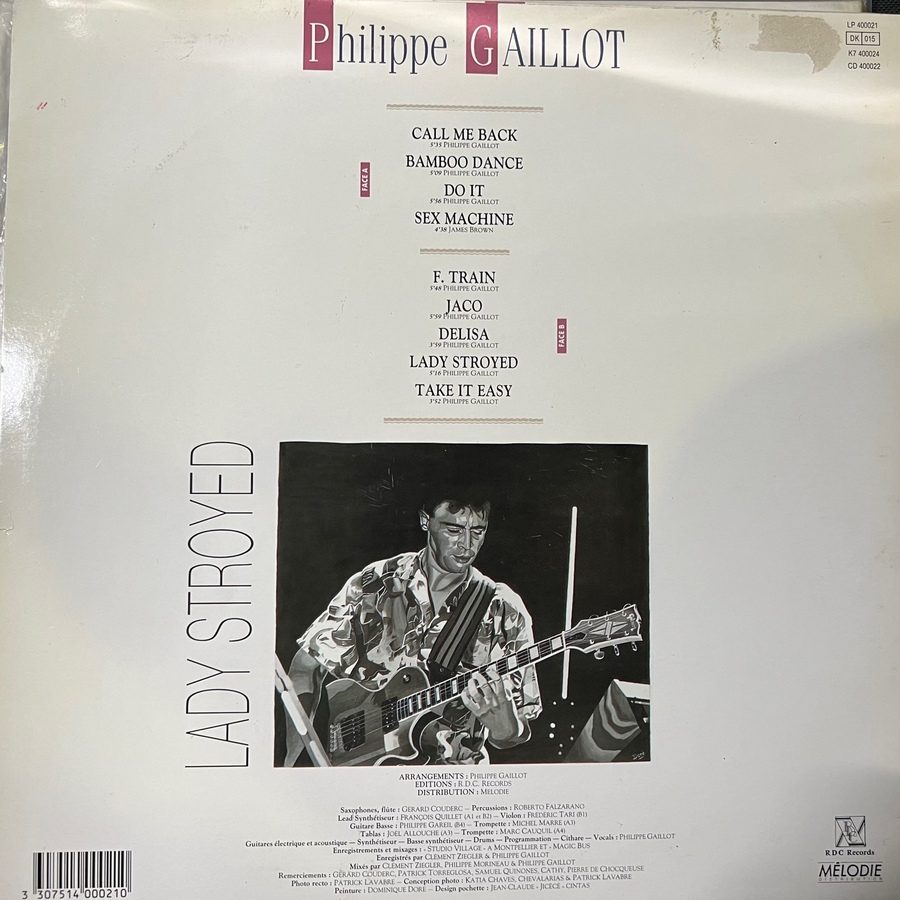 Philippe GAILLOT
LP 400021
DK 015
K7 400024
CD 400022
FACE A
CALL ME BACK
5'35 PHILIPPE GAILLOT
BAMBOO DANCE
5'09 PHILIPPE GAILLOT
DO IT
5'56 PHILIPPE GAILLOT
SEX MACHINE
4'38 JAMES BROWN
FACE B
F. TRAIN
5'48 PHILIPPE GAILLOT
JACO
5'59 PHILIPPE GAILLOT
DELISA
3'59 PHILIPPE GAILLOT
LADY STROYED
5'16 PHILIPPE GAILLOT
TAKE IT EASY
3'52 PHILIPPE GAILLOT
LADY STROYED
ARRANGEMENTS : PHILIPPE GAILLOT
EDITIONS : R.D.C. RECORDS
DISTRIBUTION : MELODIE
Saxophones, flûte : GERARD COUDERC — Percussions : ROBERTO FALZARANO
Lead Synthétiseur : FRANÇOIS QUILLET (A1 et B2) — Violon : FREDERIC TARI (B1)
Guitare Basse : PHILIPPE GAREIL (B4) — Trompette : MICHEL MARRE (A3)
Tablas : JOEL ALLOUCHE (A3) — Trompette : MARC CAUQUIL (A4)
Guitares électrique et acoustique — Synthétiseur — Basse synthétiseur — Drums — Programmation — Cithare — Vocals : PHILIPPE GAILLOT
Enregistrements et mixages : - STUDIO VILLAGE - A MONTPELLIER ET - MAGIC BUS
Enregistrés par CLÉMENT ZIEGLER & PHILIPPE GAILLOT
Mixés par CLÉMENT ZIEGLER, PHILIPPE MORINEAU & PHILIPPE GAILLOT
Remerciements : GÉRARD COUDERC, PATRICK TORREGLOSA, SAMUEL QUINONES, CATHY, PIERRE DE CHOCQUEUSE
Photo recto : PATRICK LAVABRE — Conception photo : KATIA CHAVES, CHEVALARIAS & PATRICK LAVABRE
Peinture : DOMINIQUE DORE — Design pochette : JEAN-CLAUDE - JICÉCÉ - CINTAS
3 307514 000210
R D C Records
MÉLODIE
DISTRIBUTION